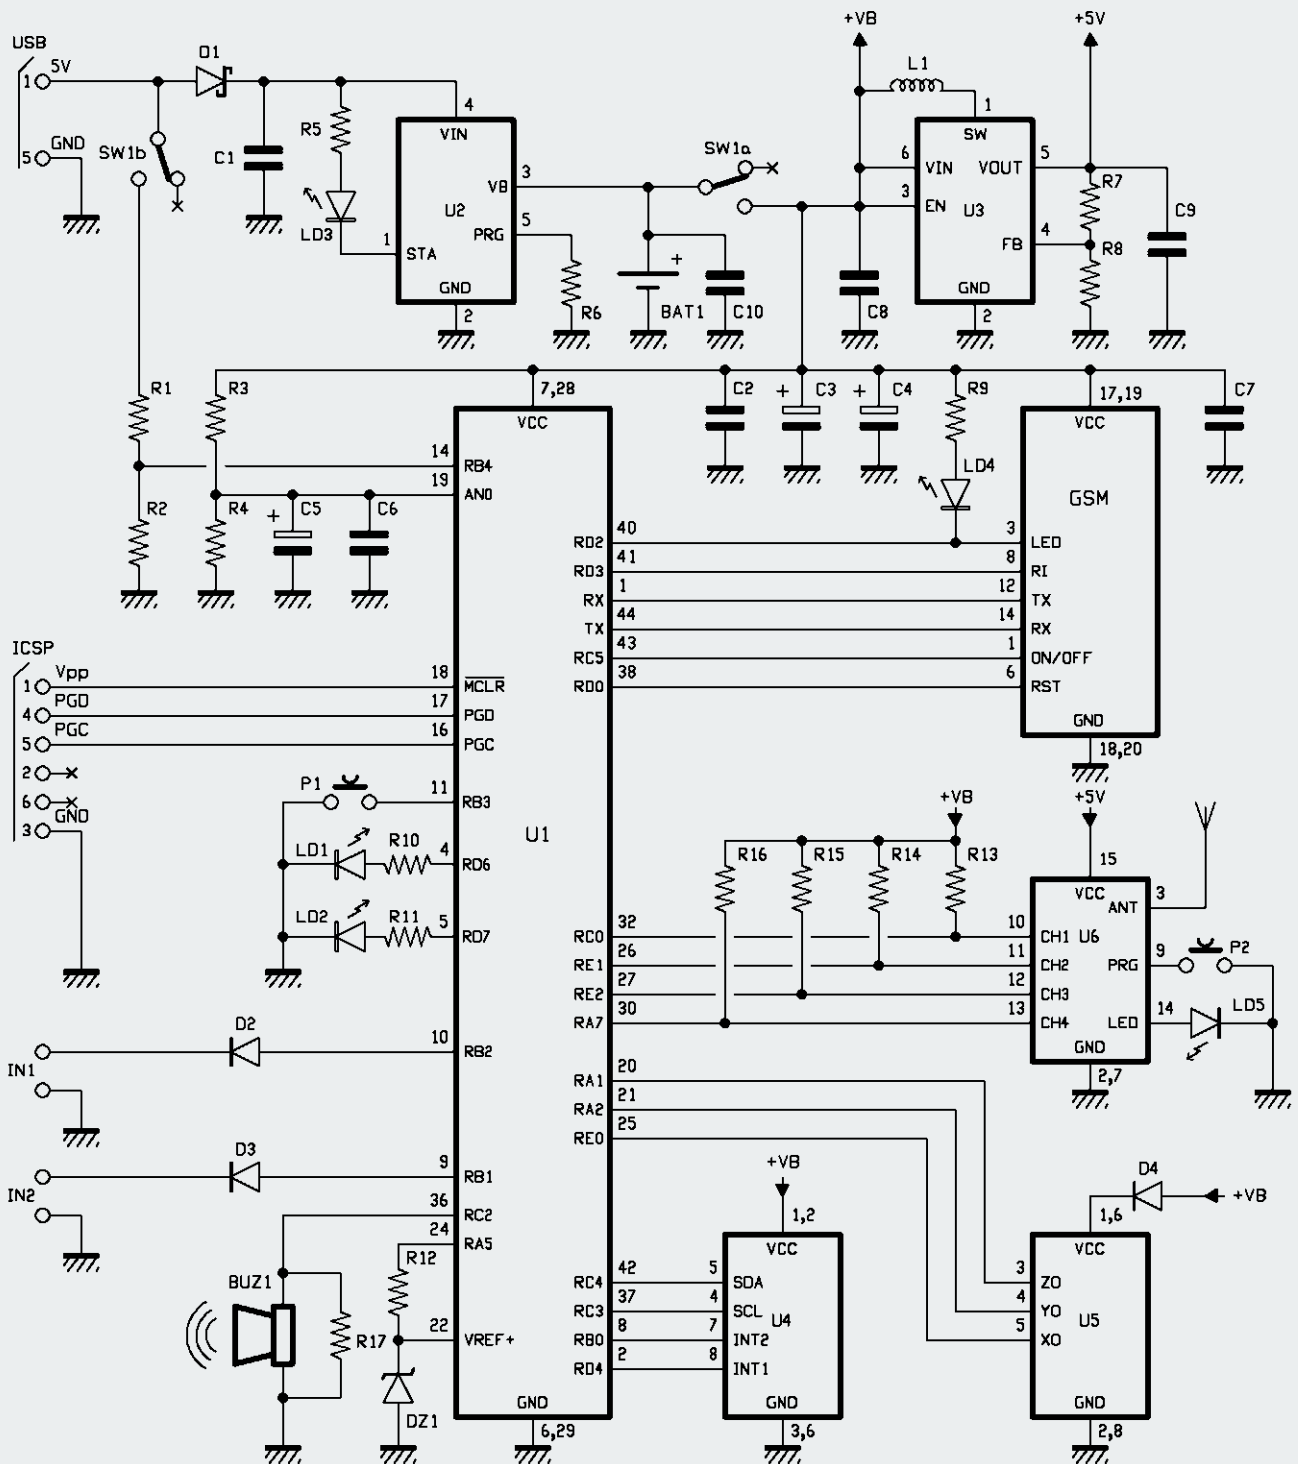 +VB
+5V
USB
5V
D1
L1
1
4
1
R5
VIN
SW
GND
5
SW1b
C1
SW1a
6
VIN
VOUT
5
R7
3
VB
U2
3
EN
U3
C9
5
PRG
LD3
1
STA
4
FB
R8
+
GND
2
R6
BAT1
C10
C8
GND
2
R1
R3
7,28
C2
+
C3
+
C4
R9
17,19
C7
VCC
VCC
14
RB4
LD4
19
AN0
GSM
R2
R4
+
C5
C6
40
RD2
3
LED
41
RD3
8
RI
1
RX
12
TX
44
TX
14
RX
43
RC5
1
ON/OFF
38
RD0
6
RST
ICSP
1
Vpp
18
MCLR
4
PGD
17
PGD
5
PGC
16
PGC
GND
18,20
2
6
GND
3
P1
11
RB3
U1
+VB
+5V
LD1
R10
4
RD6
R16
R15
R14
R13
15
VCC
3
ANT
LD2
R11
5
RD7
32
RC0
10
CH1
U6
26
RE1
11
CH2
PRG
9
P2
27
RE2
12
CH3
30
RA7
13
CH4
LED
14
LD5
D2
10
RB2
GND
2,7
IN1
20
RA1
21
RA2
25
RE0
D3
9
RB1
IN2
+VB
D4
+VB
36
RC2
1,2
1,6
24
RA5
VCC
VCC
R12
BUZ1
42
RC4
5
SDA
3
ZO
37
RC3
4
SCL
U4
4
YO
U5
R17
22
VREF+
8
RB0
7
INT2
5
XO
2
RD4
8
INT1
DZ1
GND
6,29
GND
3,6
GND
2,8